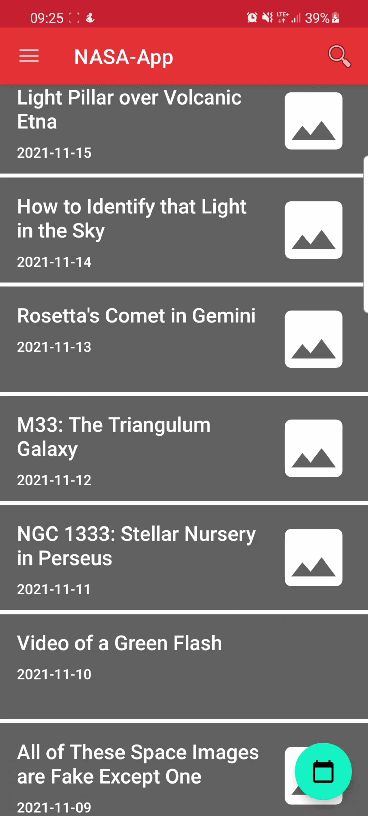 09:25 LTE+ 39%
NASA-App
Light Pillar over Volcanic
Etna
2021-11-15
How to Identify that Light
in the Sky
2021-11-14
Rosetta's Comet in Gemini
2021-11-13
M33: The Triangulum
Galaxy
2021-11-12
NGC 1333: Stellar Nursery
in Perseus
2021-11-11
Video of a Green Flash
2021-11-10
All of These Space Images
are Fake Except One
2021-11-09